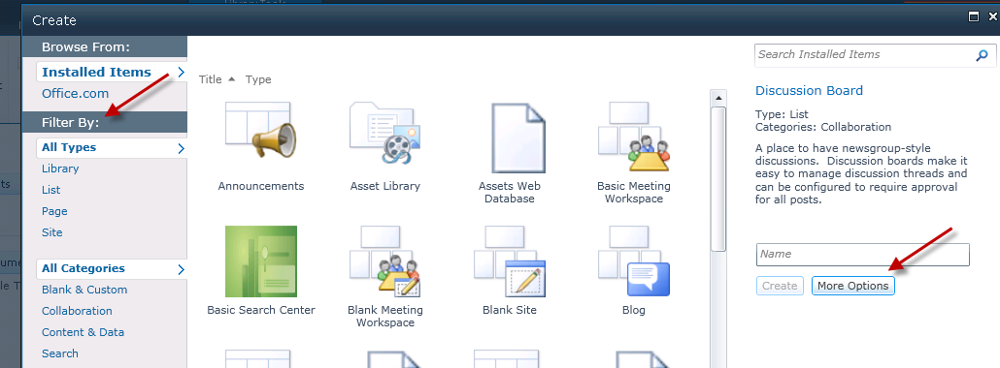 Library Tools
Create
Browse From:
Installed Items
Office.com
Filter By:
All Types
Library
List
Page
Site
All Categories
Blank & Custom
Collaboration
Content & Data
Search
Title Type
Announcements
Asset Library
Assets Web
Database
Basic Meeting
Workspace
Basic Search Center
Blank Meeting
Workspace
Blank Site
Blog
Search Installed Items
Discussion Board
Type: List
Categories: Collaboration
A place to have newsgroup-style
discussions. Discussion boards make it
easy to manage discussion threads and
can be configured to require approval
for all posts.
Name
Create More Options